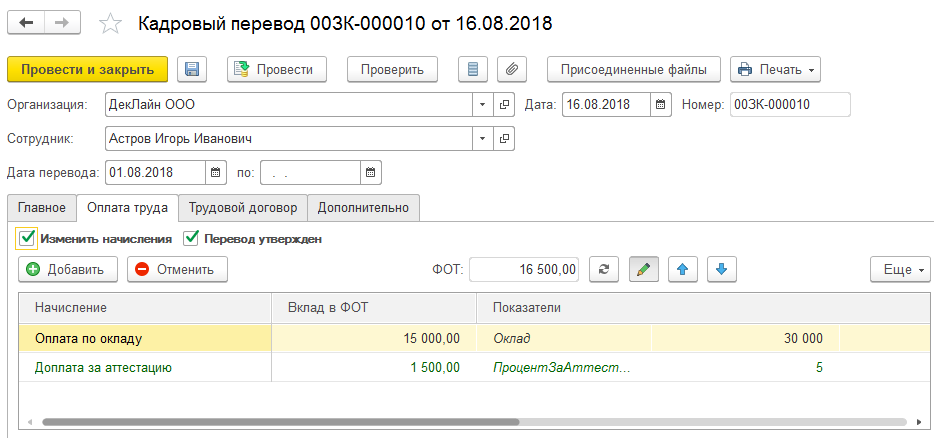 Кадровый перевод 00ЗК-000010 от 16.08.2018
Провести и закрыть Провести Проверить Присоединенные файлы Печать
Организация: ДекЛайн ООО Дата: 16.08.2018 Номер: 00ЗК-000010
Сотрудник: Астров Игорь Иванович
Дата перевода: 01.08.2018 по: . .
Главное Оплата труда Трудовой договор Дополнительно
Изменить начисления Перевод утвержден
Добавить Отменить ФОТ: 16 500,00 Еще
Начисление Вклад в ФОТ Показатели
Оплата по окладу 15 000,00 Оклад 30 000
Доплата за аттестацию 1 500,00 ПроцентЗаАттест... 5